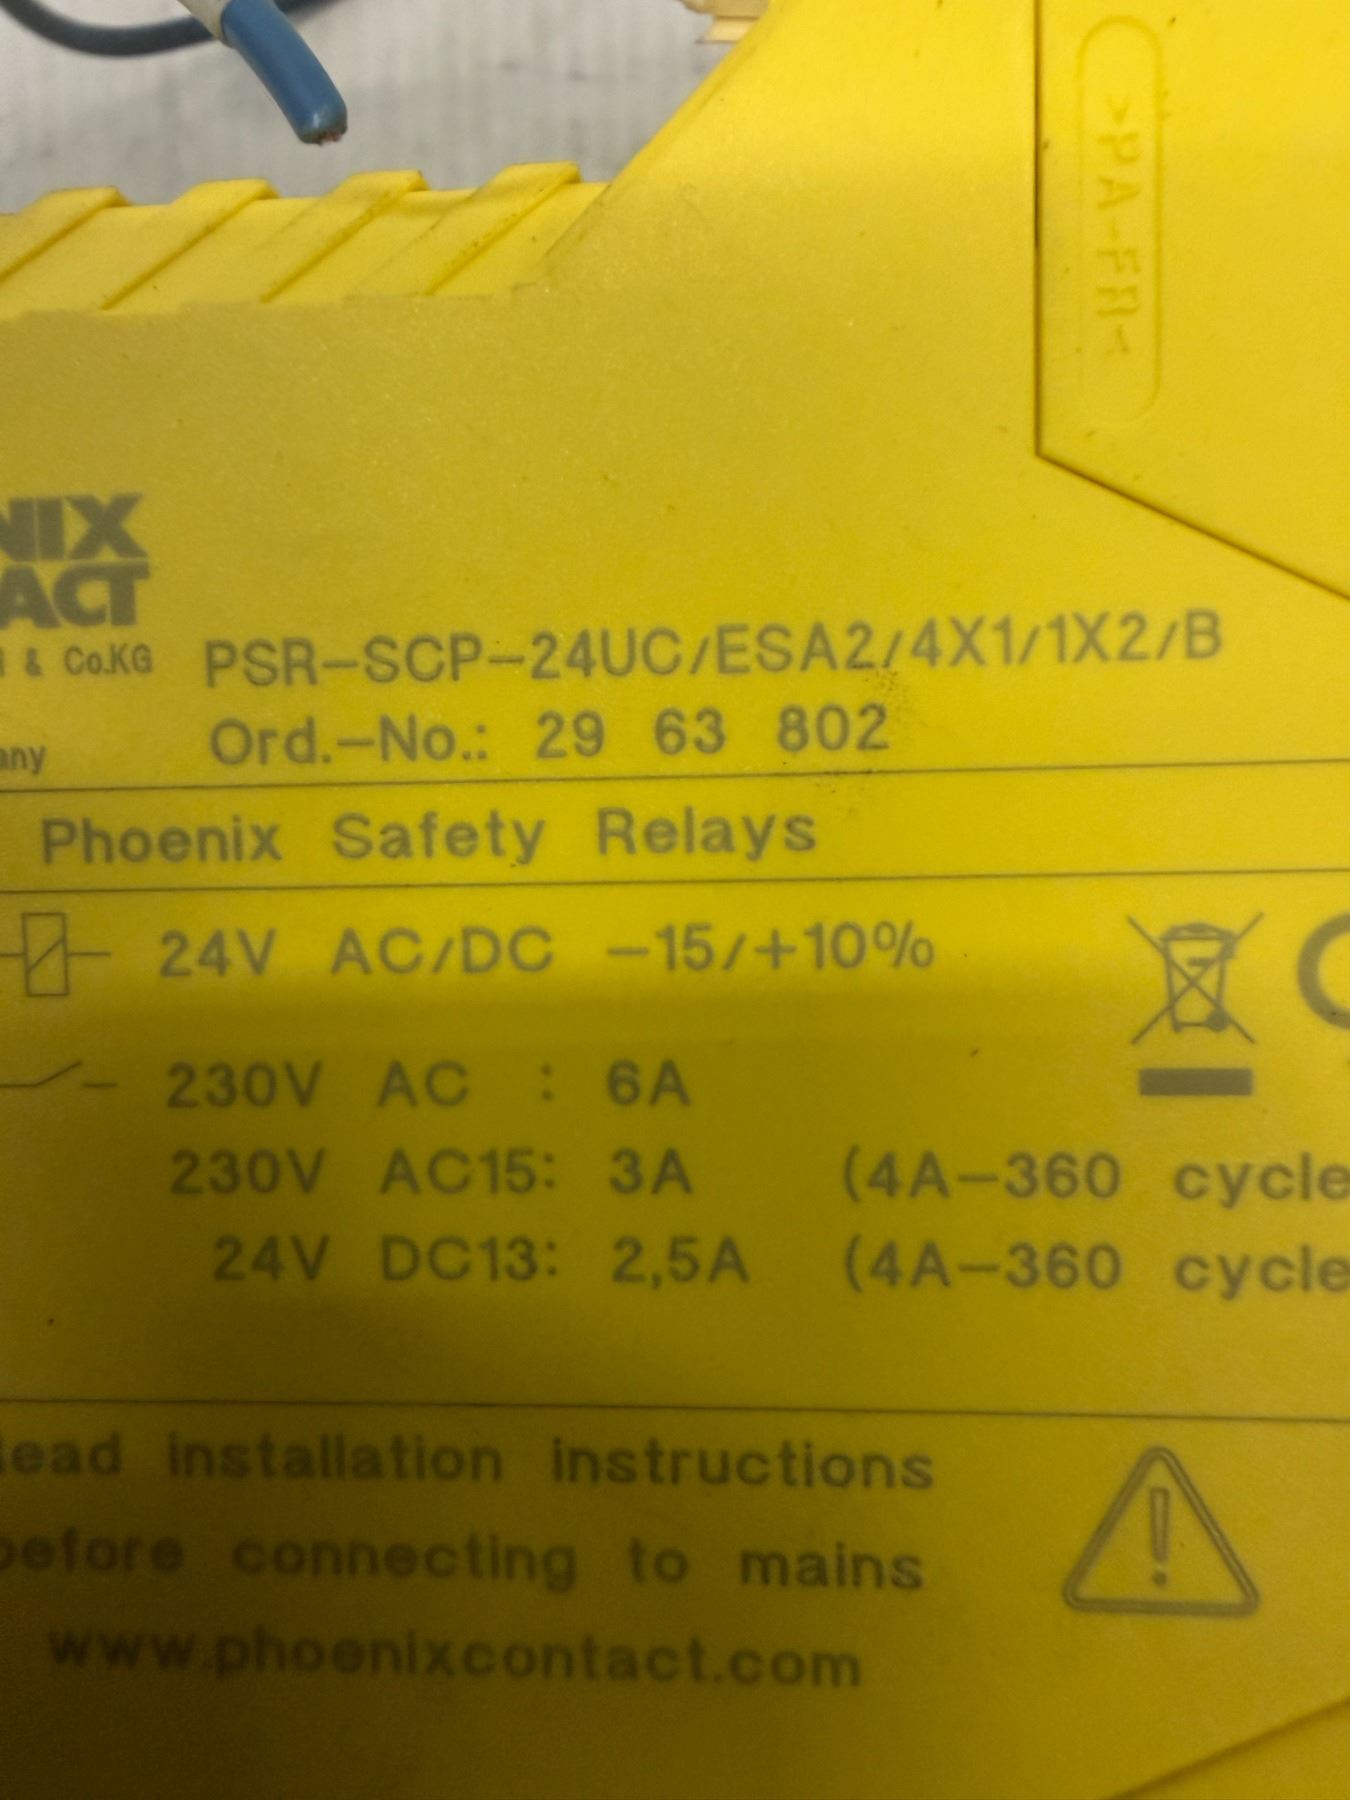 >PA-FR<
NIX
ACT
& Co.KG
PSR-SCP-24UC/ESA2/4X1/1X2/B
Ord.-No.: 29 63 802
any
Phoenix Safety Relays
24V AC/DC -15/+10%
230V AC : 6A
230V AC15: 3A (4A-360 cycle
24V DC13: 2,5A (4A-360 cycle
ead installation instructions
before connecting to mains
www.phoenixcontact.com